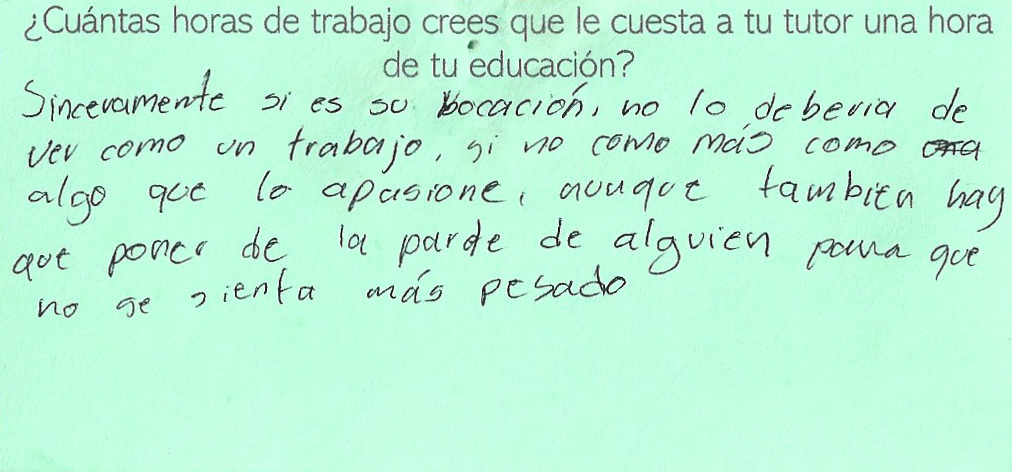 ¿Cuántas horas de trabajo crees que le cuesta a tu tutor una hora
de tu educación?
Sinceramente si es su bocación, no lo deberia de
ver como un trabajo, si no como más como
algo que lo apasione, aunque tambien hay
que poner de la parde de alguien para que
no se sienta más pesado